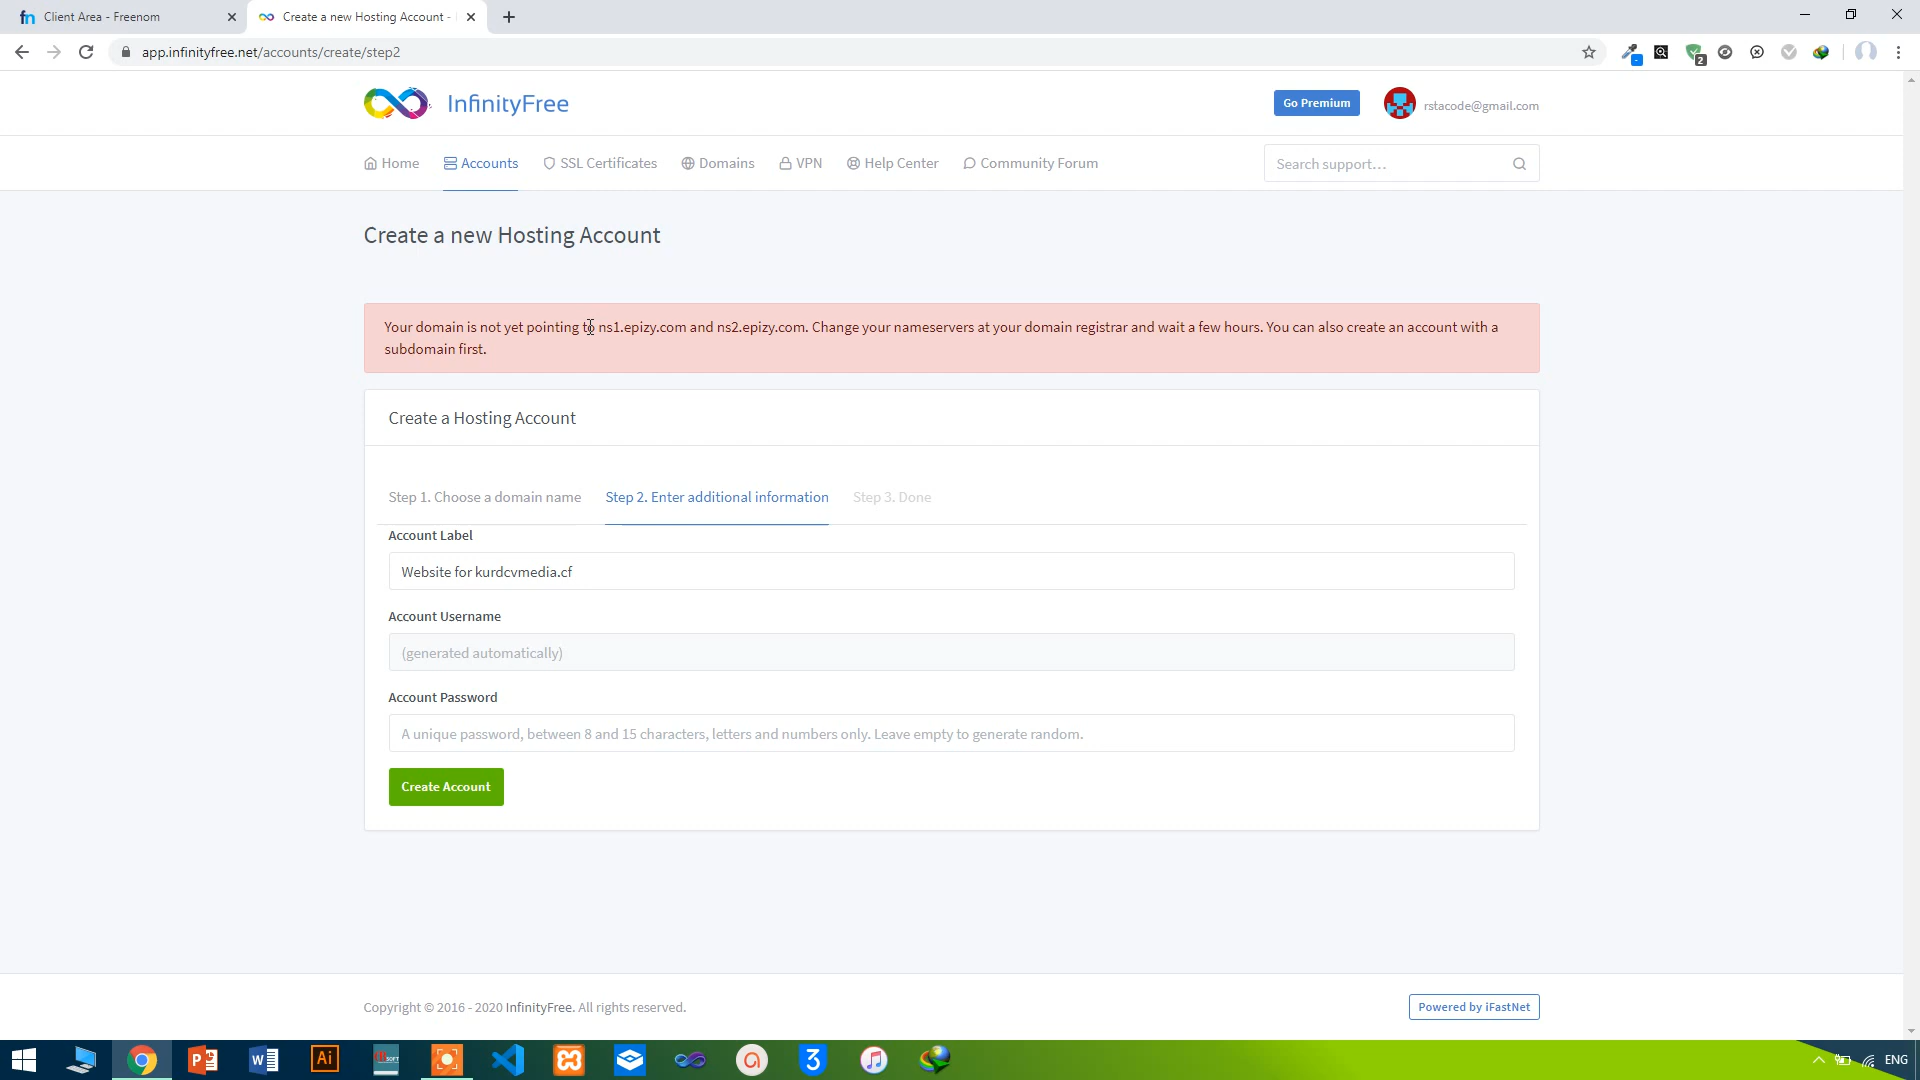 Client Area - Freenom
Create a new Hosting Account -
app.infinityfree.net/accounts/create/step2
2
InfinityFree
Go Premium
rstacode@gmail.com
Home
Accounts
SSL Certificates
Domains
VPN
Help Center
Community Forum
Search support...
Create a new Hosting Account
Your domain is not yet pointing to ns1.epizy.com and ns2.epizy.com. Change your nameservers at your domain registrar and wait a few hours. You can also create an account with a
subdomain first.
Create a Hosting Account
Step 1. Choose a domain name
Step 2. Enter additional information
Step 3. Done
Account Label
Website for kurdcvmedia.cf
Account Username
(generated automatically)
Account Password
A unique password, between 8 and 15 characters, letters and numbers only. Leave empty to generate random.
Create Account
Copyright © 2016 - 2020 InfinityFree. All rights reserved.
Powered by iFastNet
Ai
3
ENG